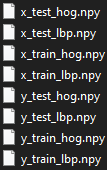 x_test_hog.npy
x_test_lbp.npy
x_train_hog.npy
x_train_lbp.npy
y_test_hog.npy
y_test_lbp.npy
y_train_hog.npy
y_train_lbp.npy